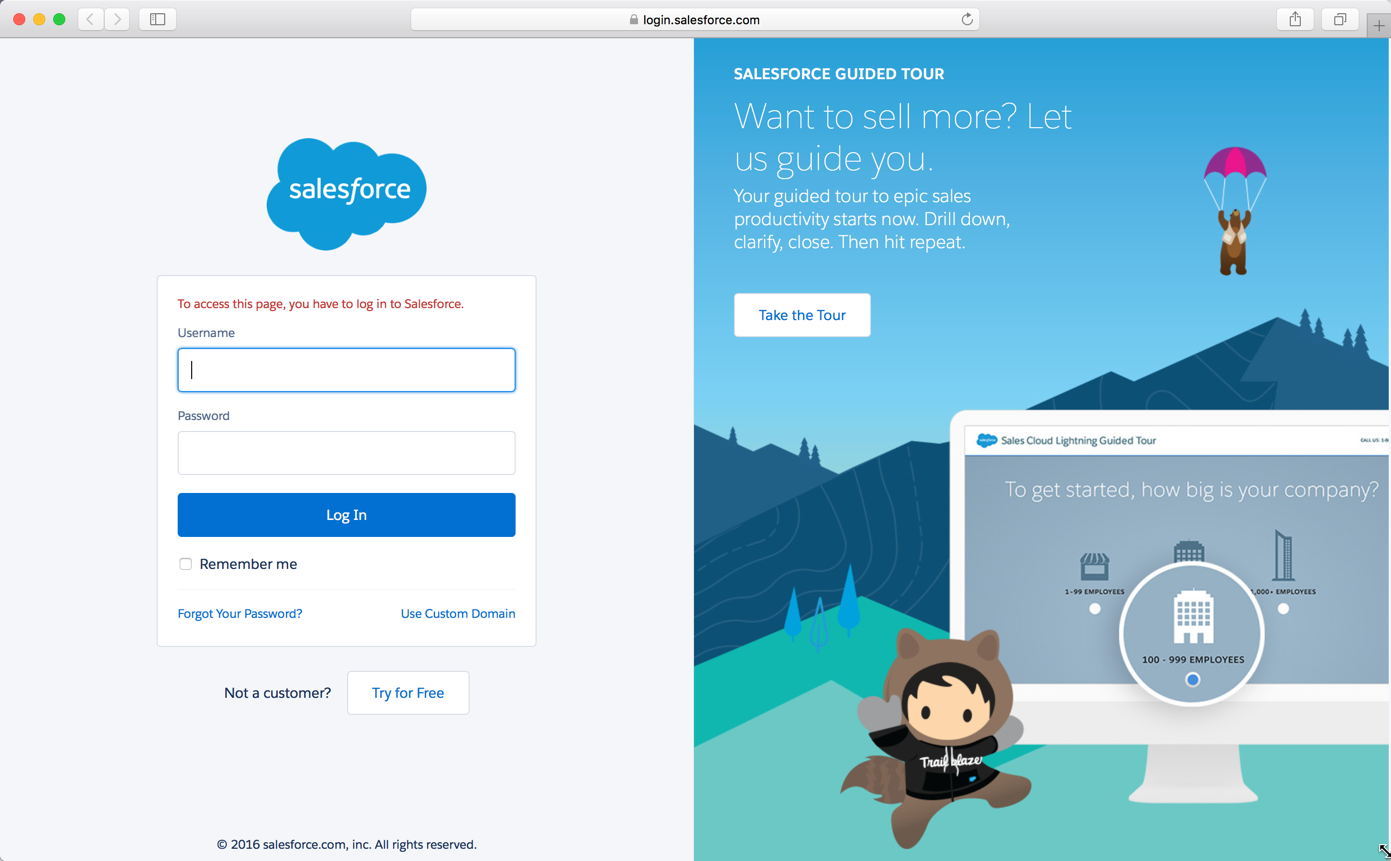 login.salesforce.com
salesforce
To access this page, you have to log in to Salesforce.
Username
Password
Log In
Remember me
Forgot Your Password?
Use Custom Domain
Not a customer?
Try for Free
© 2016 salesforce.com, inc. All rights reserved.
SALESFORCE GUIDED TOUR
Want to sell more? Let
us guide you.
Your guided tour to epic sales
productivity starts now. Drill down,
clarify, close. Then hit repeat.
Take the Tour
salesforce
Sales Cloud Lightning Guided Tour
CALL US: 1-8
To get started, how big is your company?
1-99 EMPLOYEES
,000+ EMPLOYEES
100 - 999 EMPLOYEES
Trailblazer